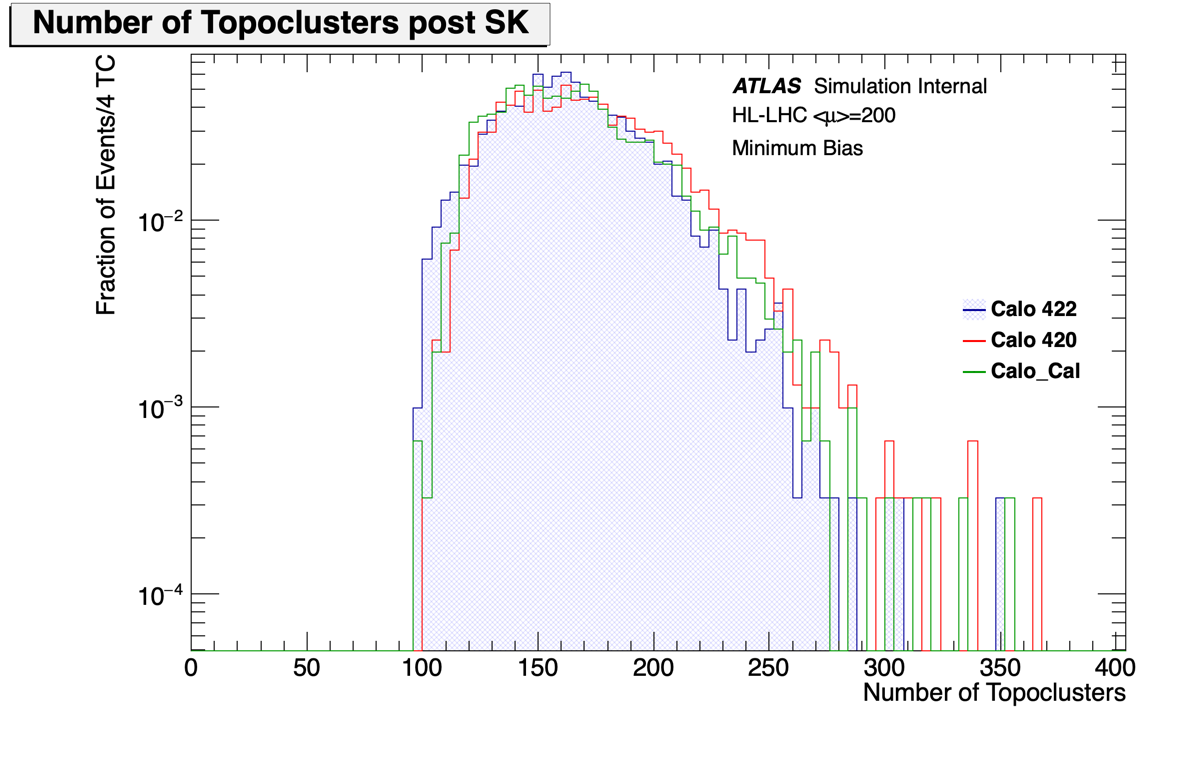 Number of Topoclusters post SK
Fraction of Events/4 TC
ATLAS Simulation Internal
HL-LHC <μ>=200
Minimum Bias
10−2
10−3
10−4
Calo 422
Calo 420
Calo_Cal
0 50 100 150 200 250 300 350 400
Number of Topoclusters